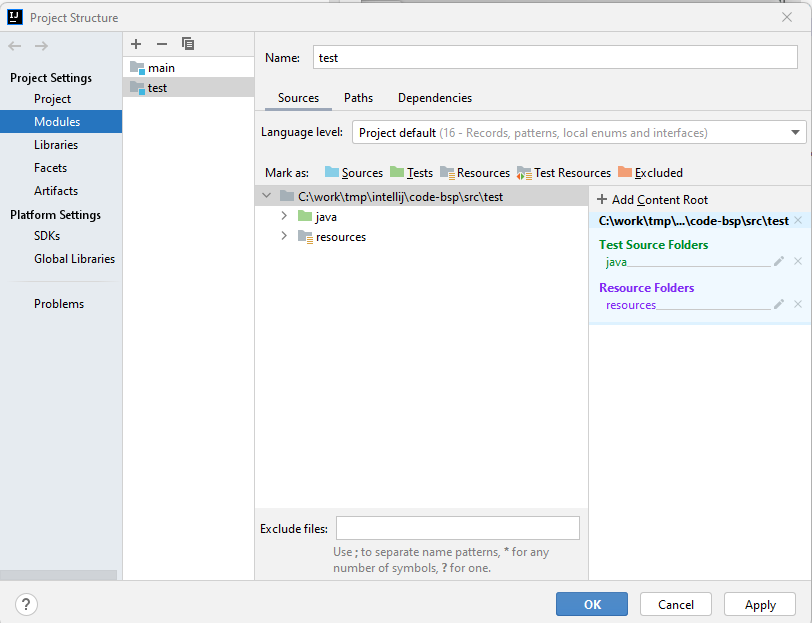 Project Structure
Project Settings
Project
Modules
Libraries
Facets
Artifacts
Platform Settings
SDKs
Global Libraries
Problems
main
test
Name: test
Sources Paths Dependencies
Language level: Project default (16 - Records, patterns, local enums and interfaces)
Mark as: Sources Tests Resources Test Resources Excluded
C:\work\tmp\intellij\code-bsp\src\test
java
resources
+ Add Content Root
C:\work\tmp\...\code-bsp\src\test
Test Source Folders
java
Resource Folders
resources
Exclude files:
Use ; to separate name patterns, * for any
number of symbols, ? for one.
?
OK Cancel Apply